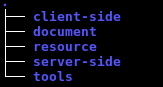 .
├── client-side
├── document
├── resource
├── server-side
└── tools